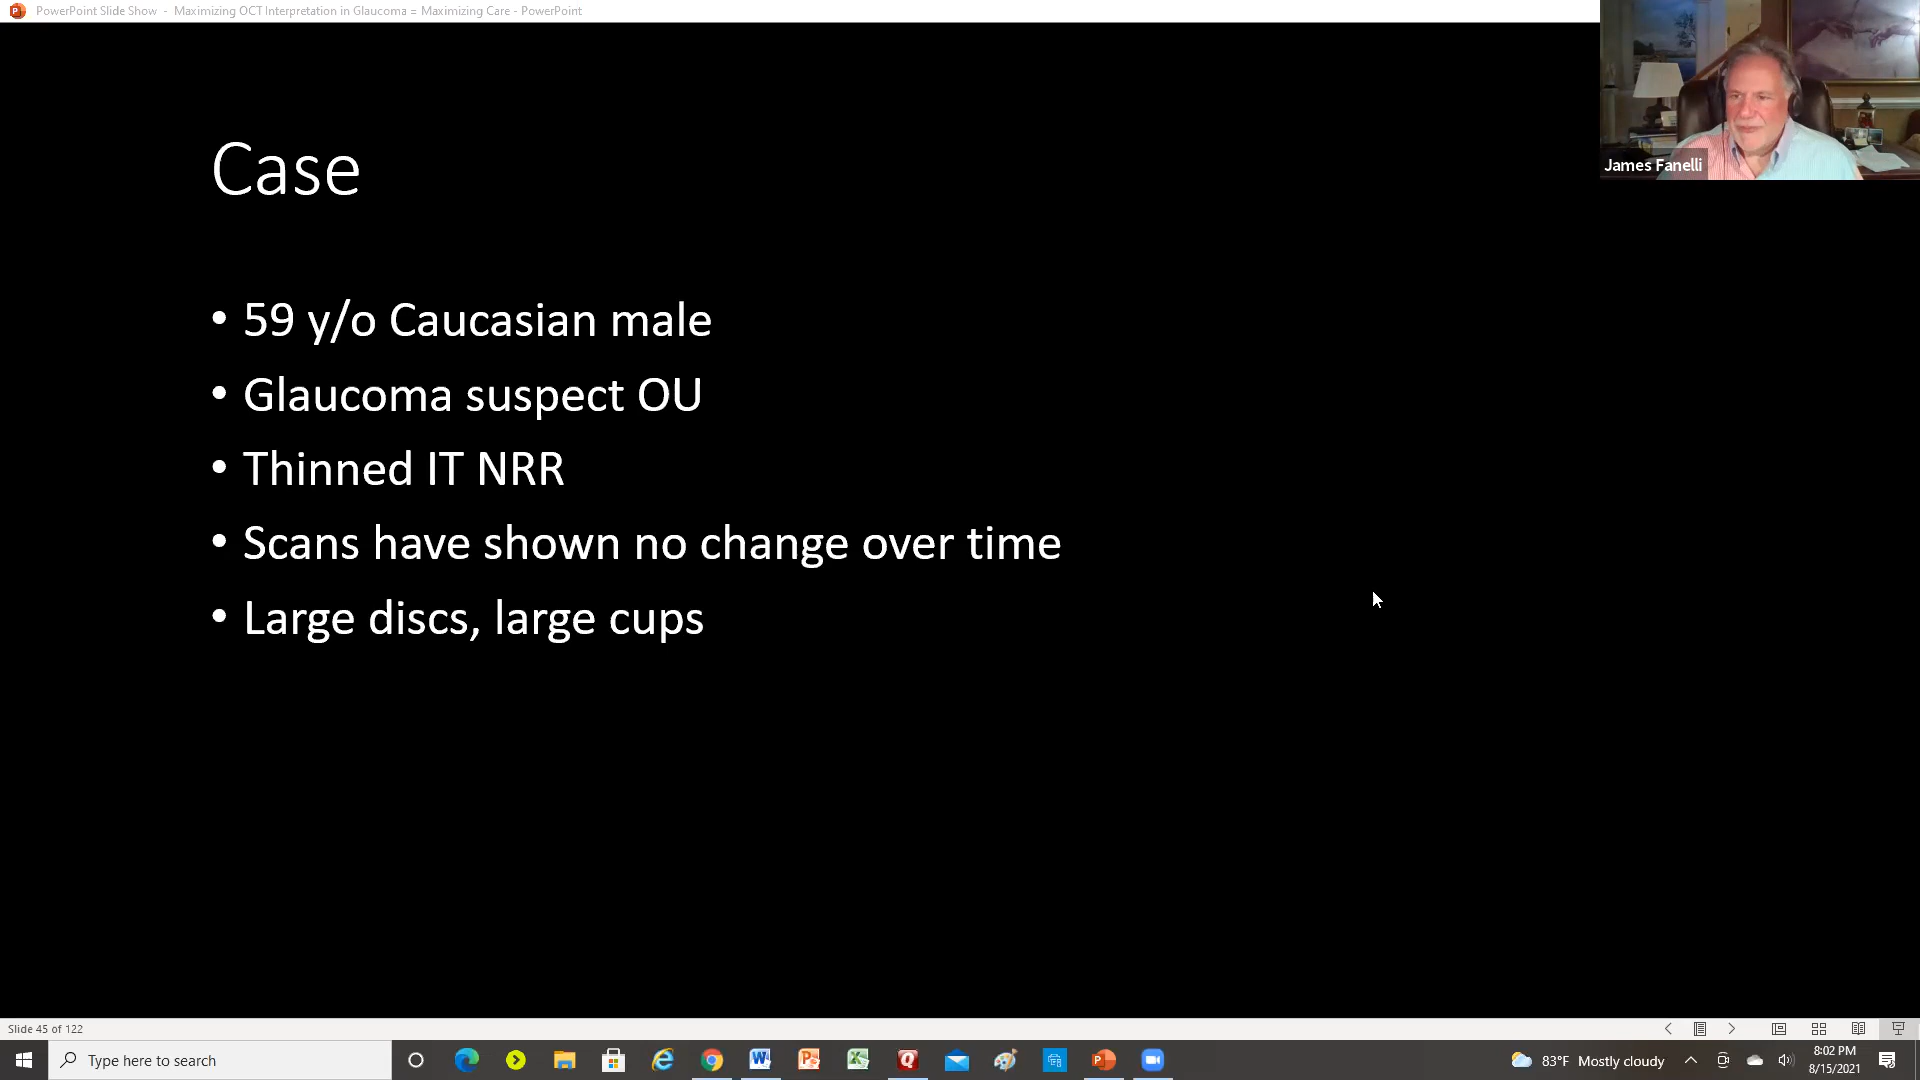 PowerPoint Slide Show - Maximizing OCT Interpretation in Glaucoma = Maximizing Care - PowerPoint
James Fanelli
Case
• 59 y/o Caucasian male
• Glaucoma suspect OU
• Thinned IT NRR
• Scans have shown no change over time
• Large discs, large cups
Slide 45 of 122
Type here to search
83°F Mostly cloudy
8:02 PM
8/15/2021